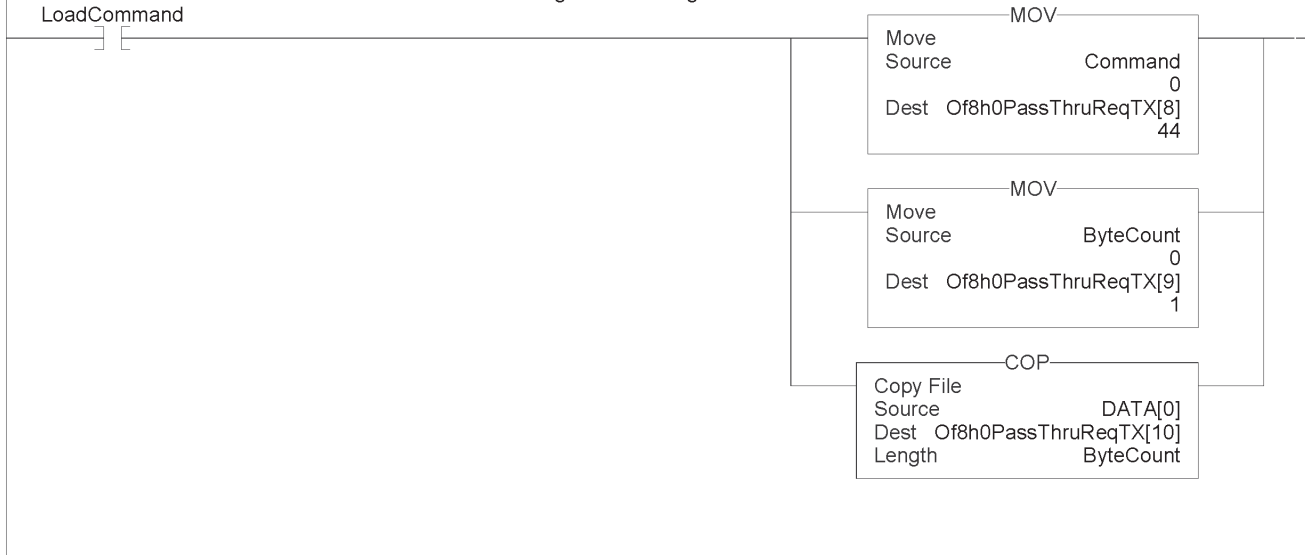 LoadCommand
MOV
Move
Source Command
0
Dest Of8h0PassThruReqTX[8]
44
MOV
Move
Source ByteCount
0
Dest Of8h0PassThruReqTX[9]
1
COP
Copy File
Source DATA[0]
Dest Of8h0PassThruReqTX[10]
Length ByteCount